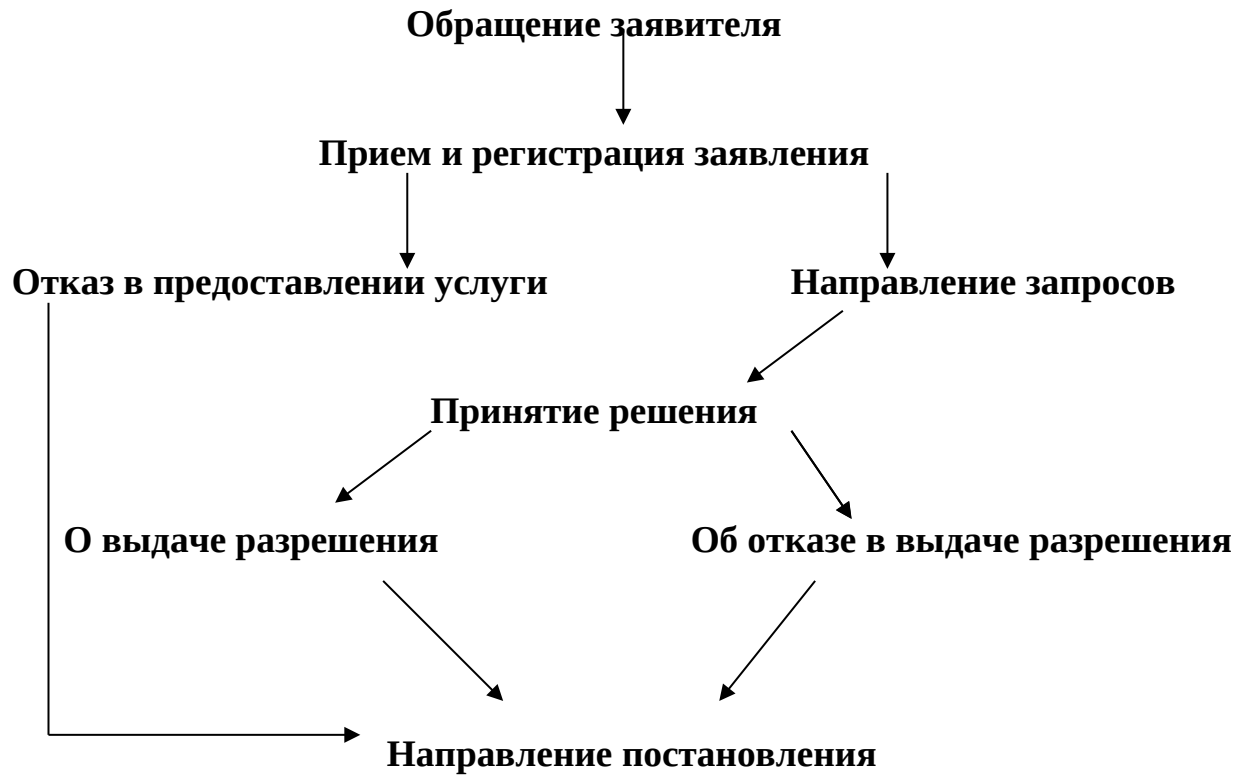 Обращение заявителя
Прием и регистрация заявления
Отказ в предоставлении услуги
Направление запросов
Принятие решения
О выдаче разрешения
Об отказе в выдаче разрешения
Направление постановления